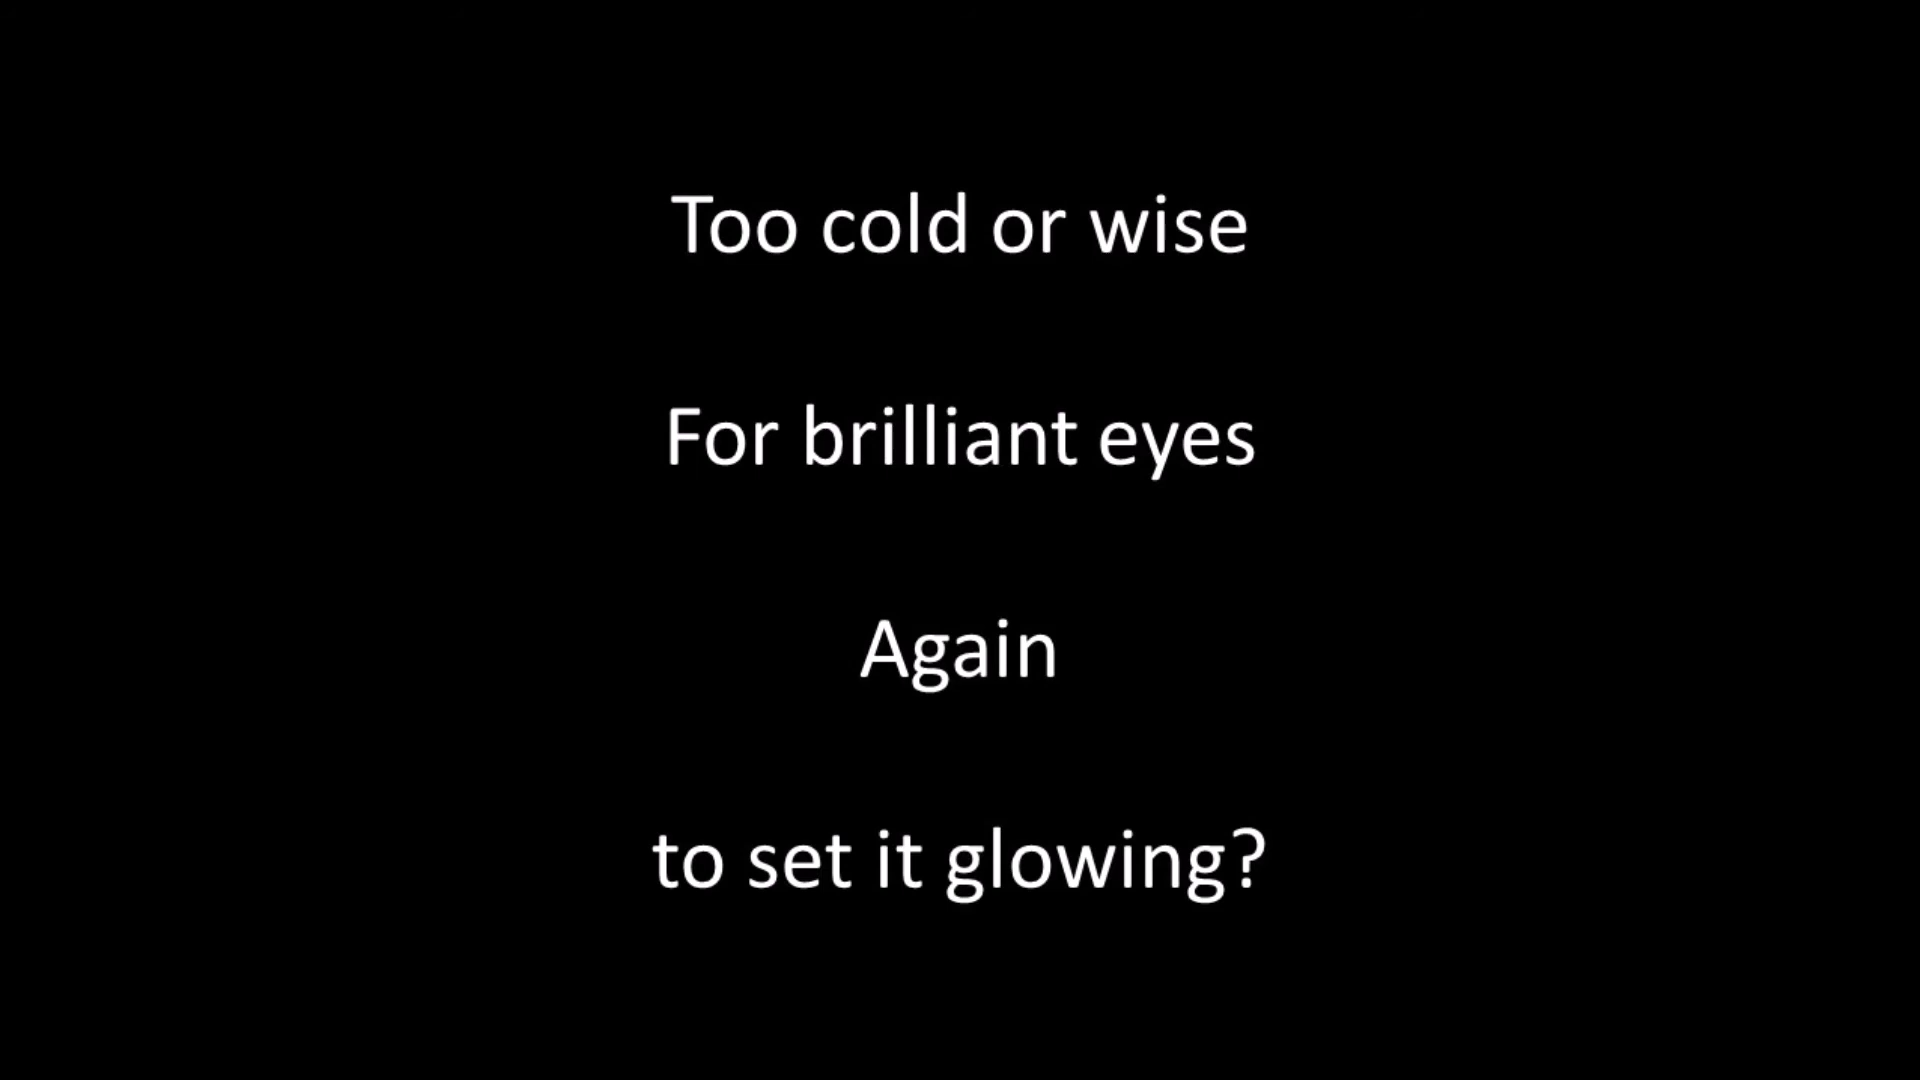 Too cold or wise
For brilliant eyes
Again
to set it glowing?